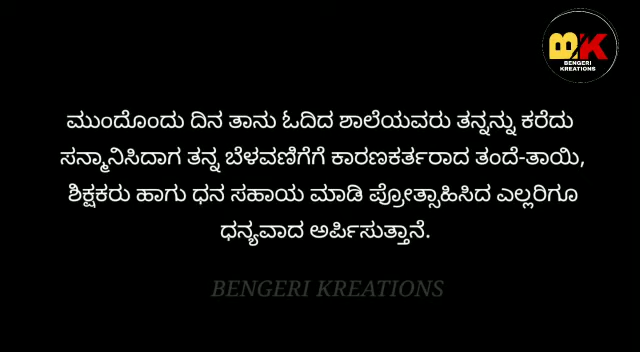 BK
BENGERI
KREATIONS
ಮುಂದೊಂದು ದಿನ ತಾನು ಓದಿದ ಶಾಲೆಯವರು ತನ್ನನ್ನು ಕರೆದು
ಸನ್ಮಾನಿಸಿದಾಗ ತನ್ನ ಬೆಳವಣಿಗೆಗೆ ಕಾರಣಕರ್ತರಾದ ತಂದೆ-ತಾಯಿ,
ಶಿಕ್ಷಕರು ಹಾಗು ಧನ ಸಹಾಯ ಮಾಡಿ ಪ್ರೋತ್ಸಾಹಿಸಿದ ಎಲ್ಲರಿಗೂ
ಧನ್ಯವಾದ ಅರ್ಪಿಸುತ್ತಾನೆ.
BENGERI KREATIONS